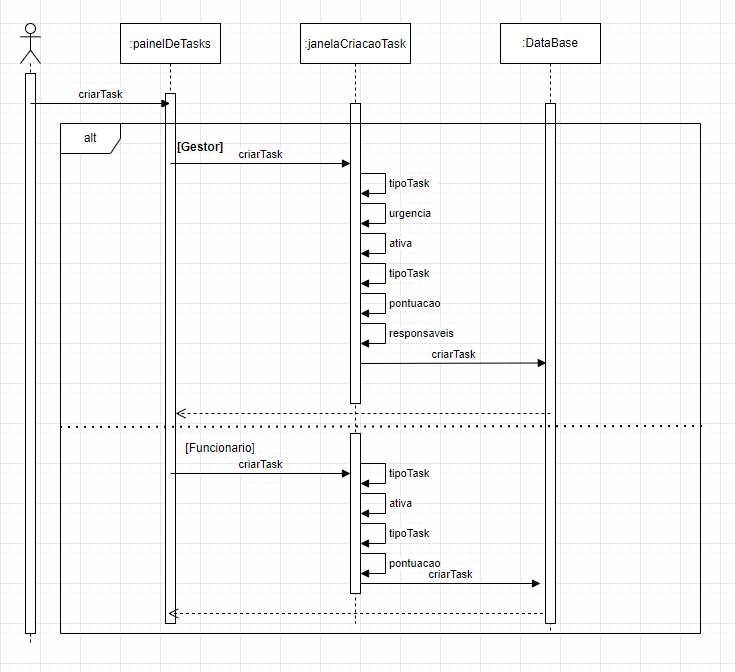 :painelDeTasks
:janelaCriacaoTask
:DataBase
criarTask
alt
[Gestor]
criarTask
tipoTask
urgencia
ativa
tipoTask
pontuacao
responsaveis
criarTask
[Funcionario]
criarTask
tipoTask
ativa
tipoTask
pontuacao
criarTask